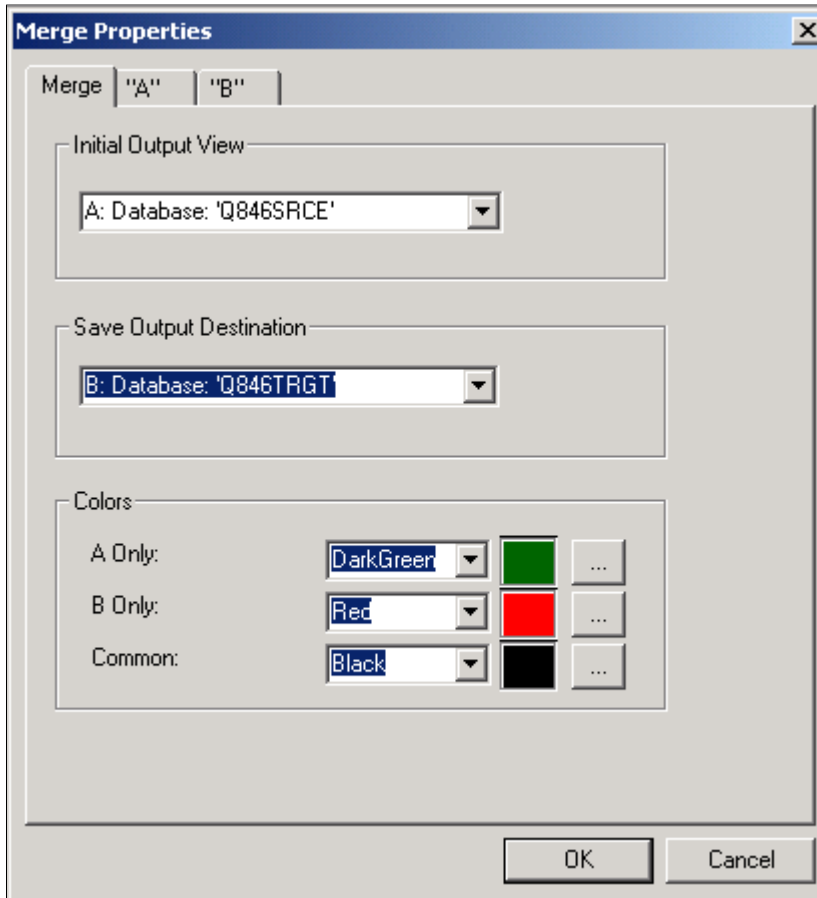 Merge Properties
Merge "A" "B"
Initial Output View
A: Database: 'Q846SRCE'
Save Output Destination
B: Database: 'Q846TRGT'
Colors
A Only: DarkGreen ...
B Only: Red ...
Common: Black ...
OK Cancel